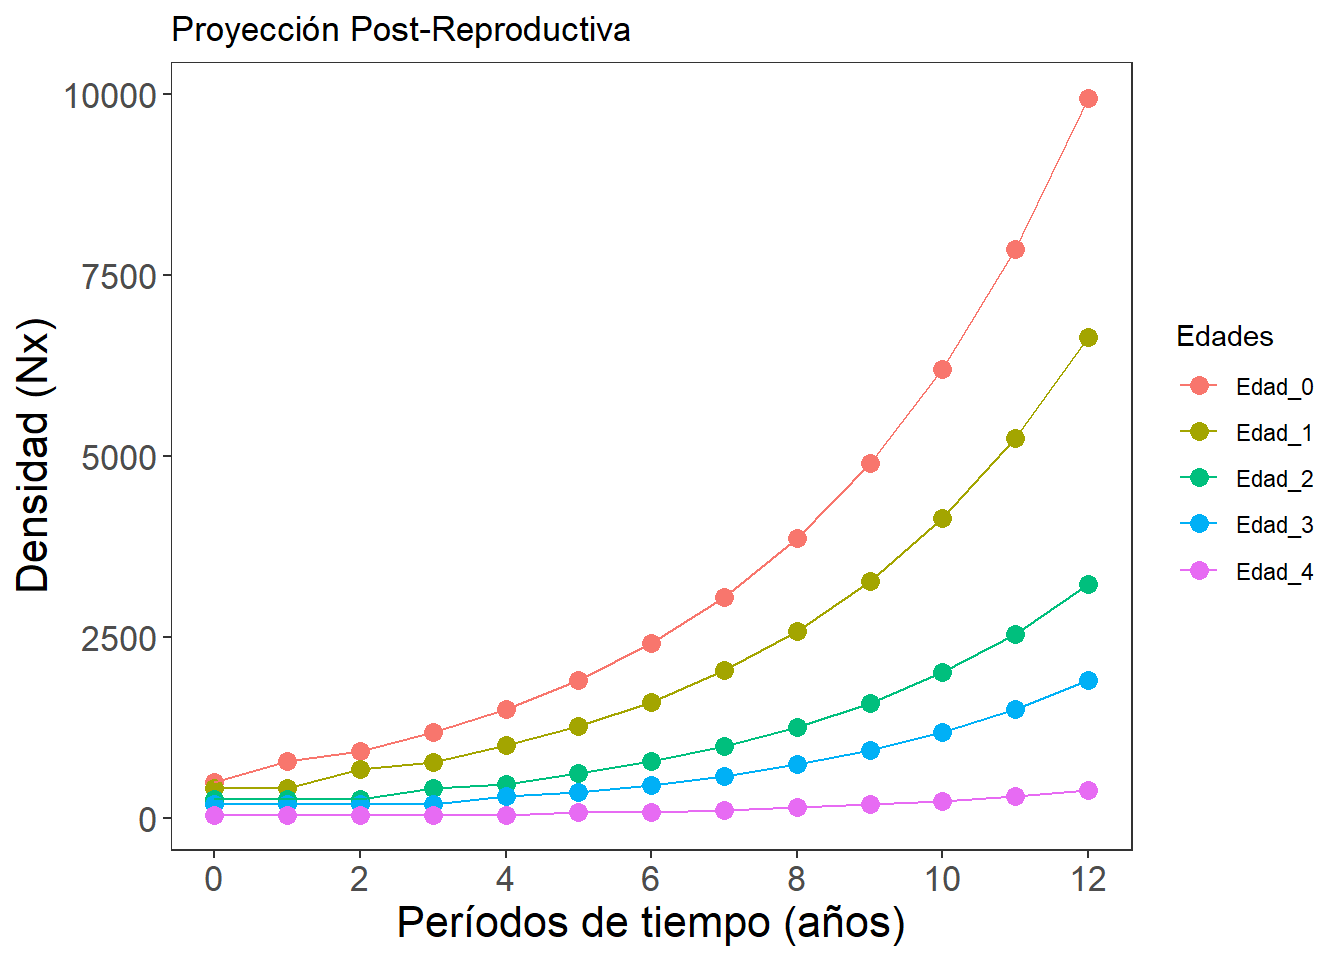 Proyección Post-Reproductiva
10000
7500
5000
2500
0
Densidad (Nx)
0 2 4 6 8 10 12
Períodos de tiempo (años)
Edades
Edad_0
Edad_1
Edad_2
Edad_3
Edad_4